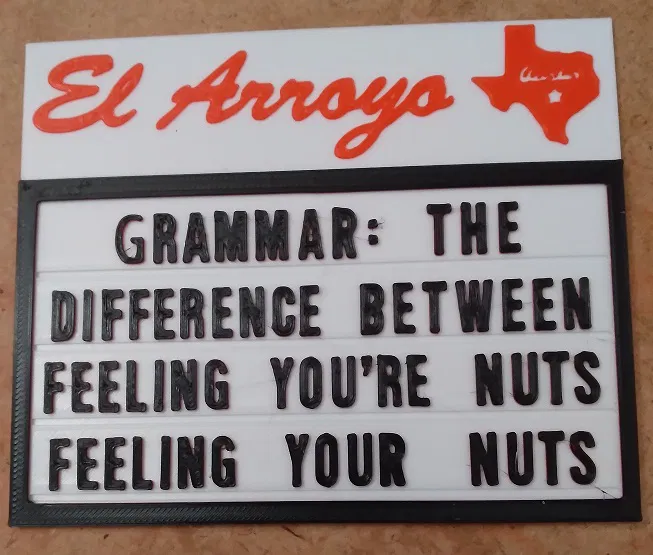 El Arroyo
GRAMMAR: THE
DIFFERENCE BETWEEN
FEELING YOU'RE NUTS
FEELING YOUR NUTS